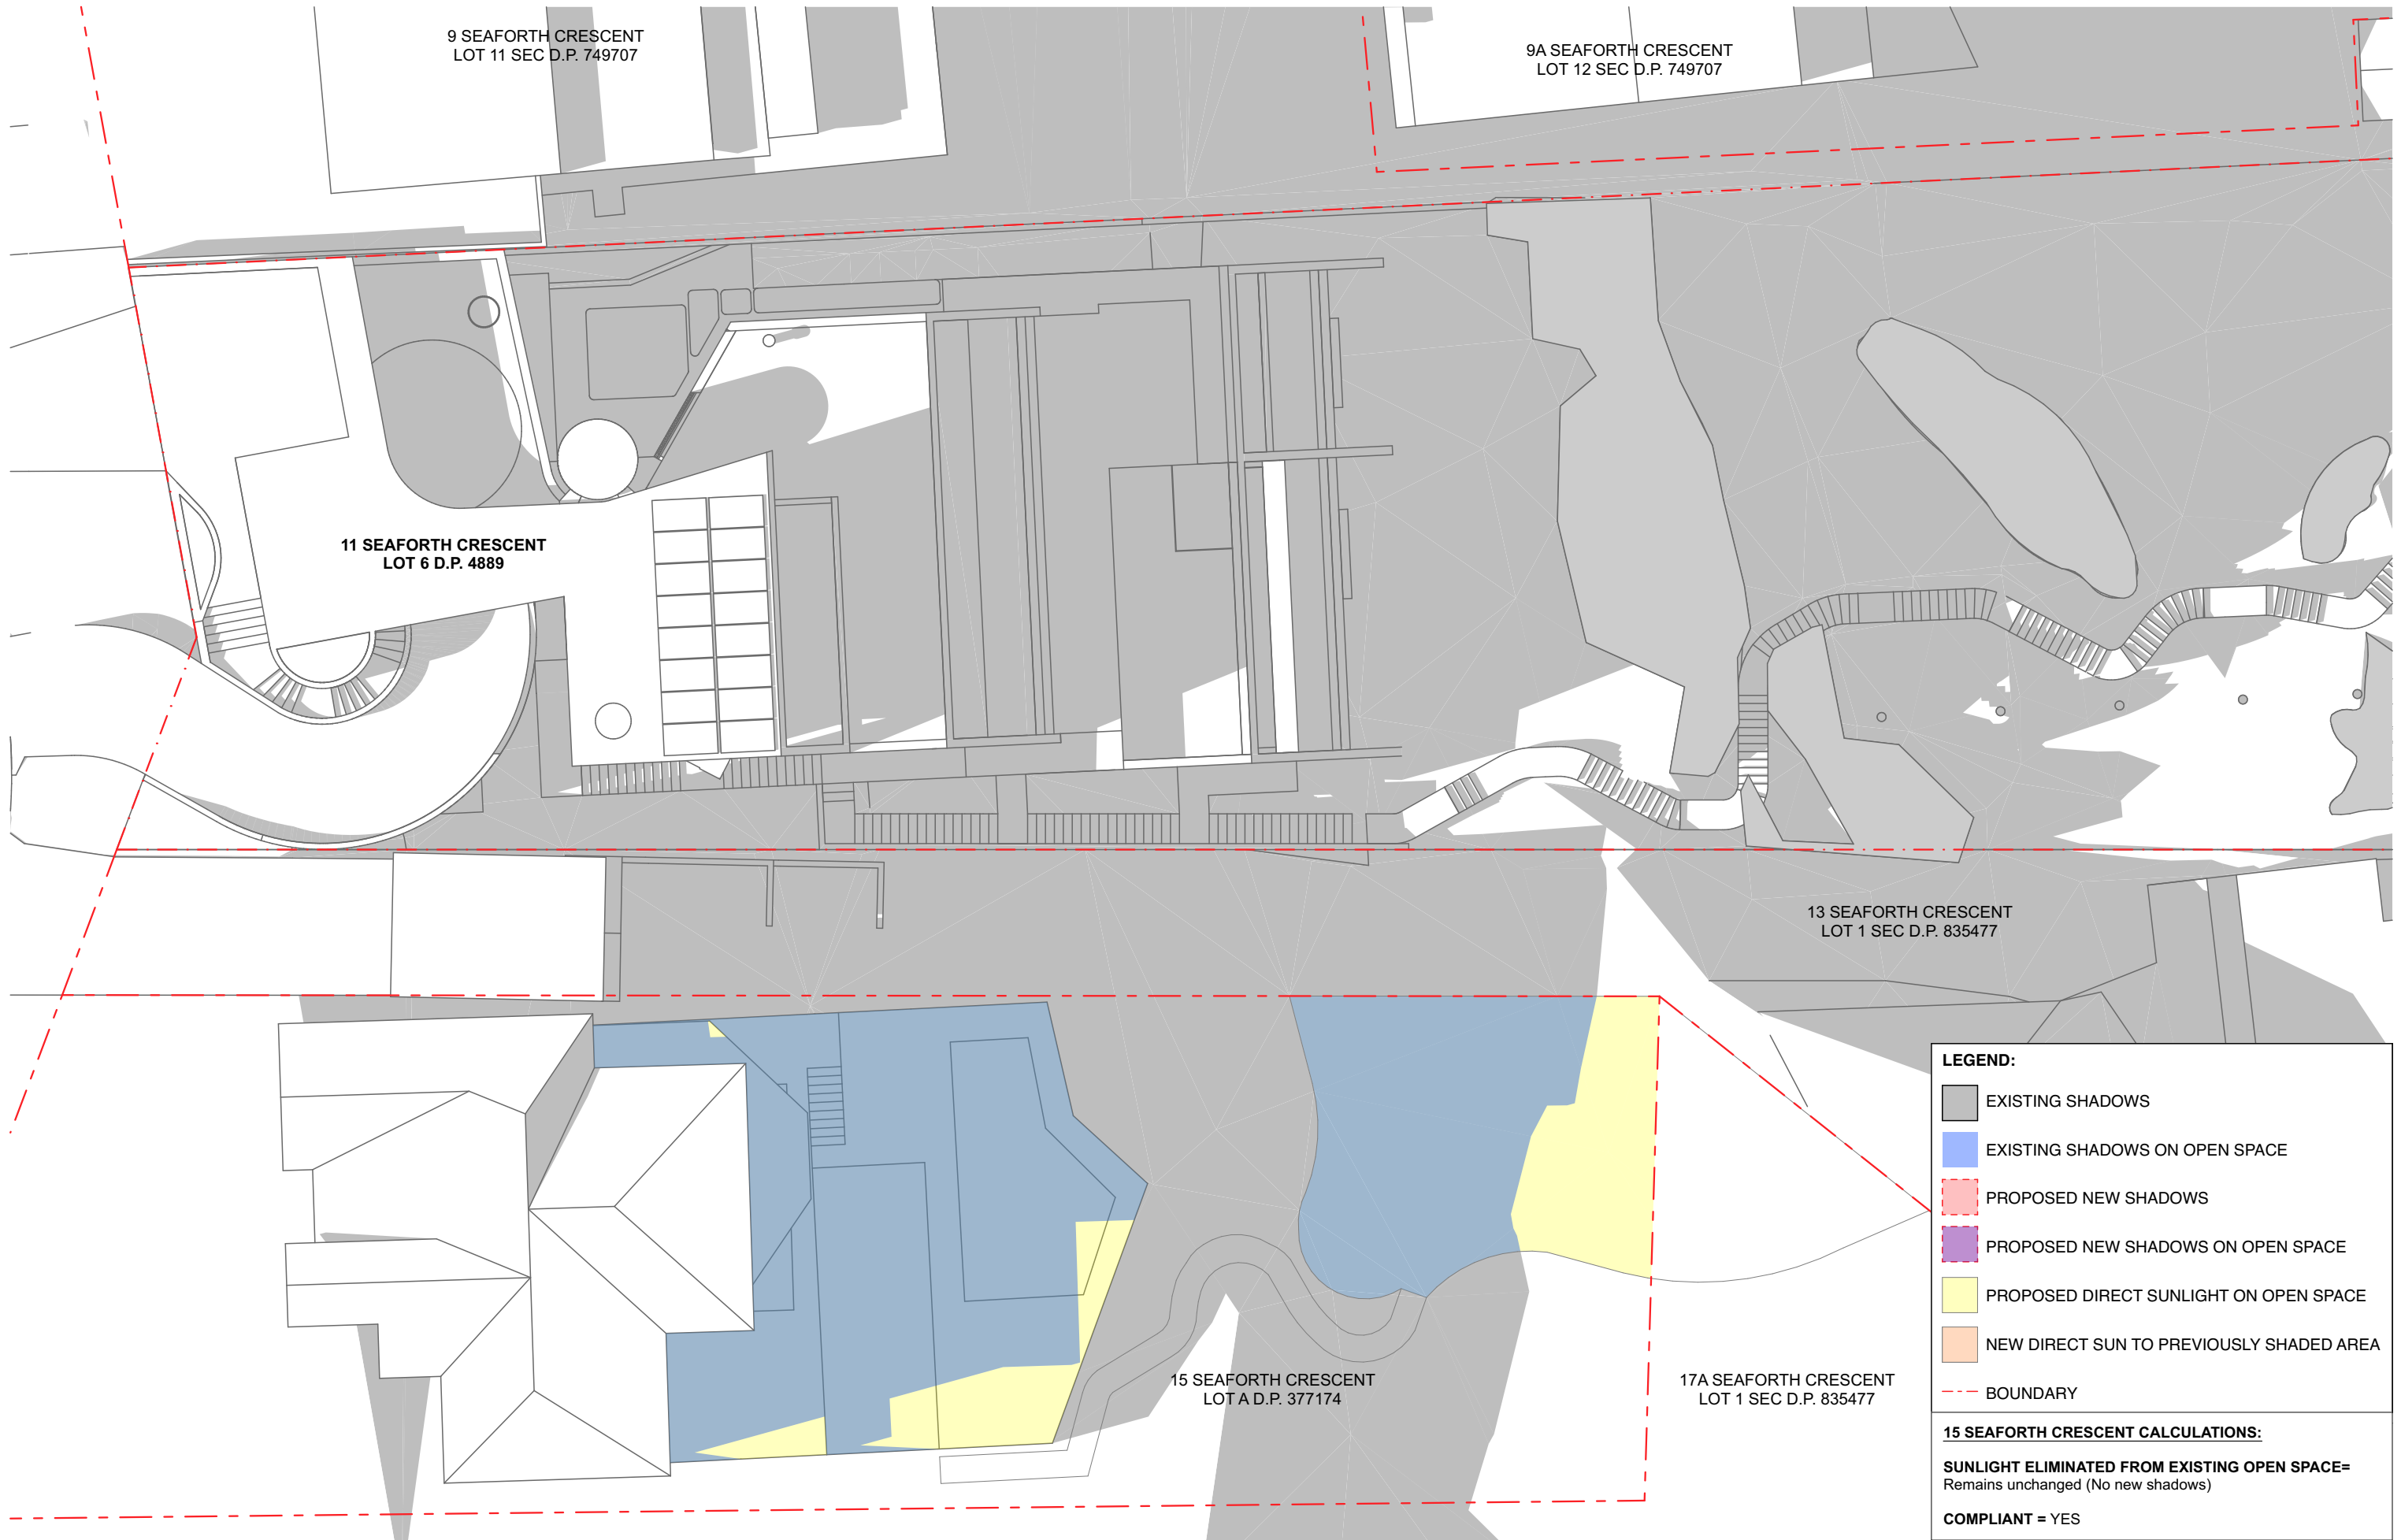 9 SEAFORTH CRESCENT
LOT 11 SEC D.P. 749707
9A SEAFORTH CRESCENT
LOT 12 SEC D.P. 749707
11 SEAFORTH CRESCENT
LOT 6 D.P. 4889
13 SEAFORTH CRESCENT
LOT 1 SEC D.P. 835477
15 SEAFORTH CRESCENT
LOT A D.P. 377174
17A SEAFORTH CRESCENT
LOT 1 SEC D.P. 835477
LEGEND:
EXISTING SHADOWS
EXISTING SHADOWS ON OPEN SPACE
PROPOSED NEW SHADOWS
PROPOSED NEW SHADOWS ON OPEN SPACE
PROPOSED DIRECT SUNLIGHT ON OPEN SPACE
NEW DIRECT SUN TO PREVIOUSLY SHADED AREA
BOUNDARY
15 SEAFORTH CRESCENT CALCULATIONS:
SUNLIGHT ELIMINATED FROM EXISTING OPEN SPACE=
Remains unchanged (No new shadows)
COMPLIANT = YES